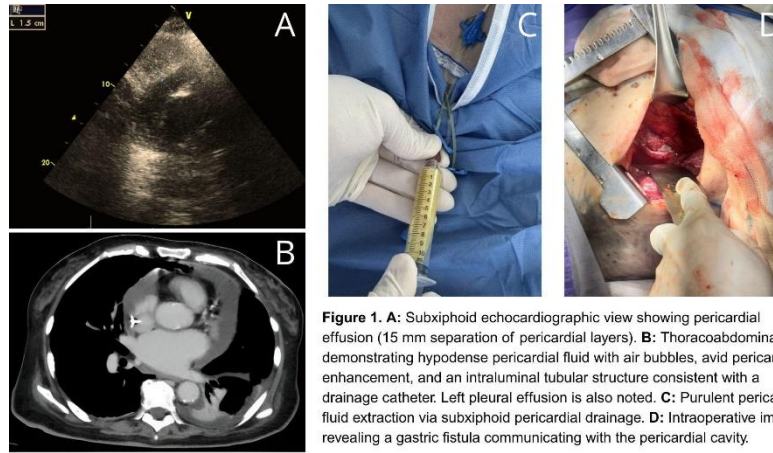 L 1.5 cm
V
A
10
20
B
C
D
Figure 1. A: Subxiphoid echocardiographic view showing pericardial
effusion (15 mm separation of pericardial layers). B: Thoracoabdomina
demonstrating hypodense pericardial fluid with air bubbles, avid pericar
enhancement, and an intraluminal tubular structure consistent with a
drainage catheter. Left pleural effusion is also noted. C: Purulent perica
fluid extraction via subxiphoid pericardial drainage. D: Intraoperative im
revealing a gastric fistula communicating with the pericardial cavity.